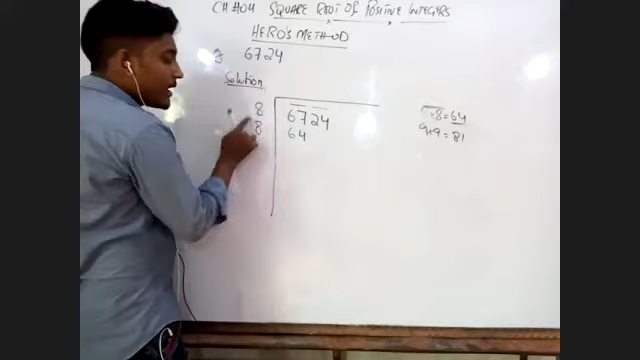 CH#04 SQUARE ROOT OF POSITIVE INTEGERS
HERO'S METHOD
6724
Solution
8 6724
8 64
×8=64
9×9=81